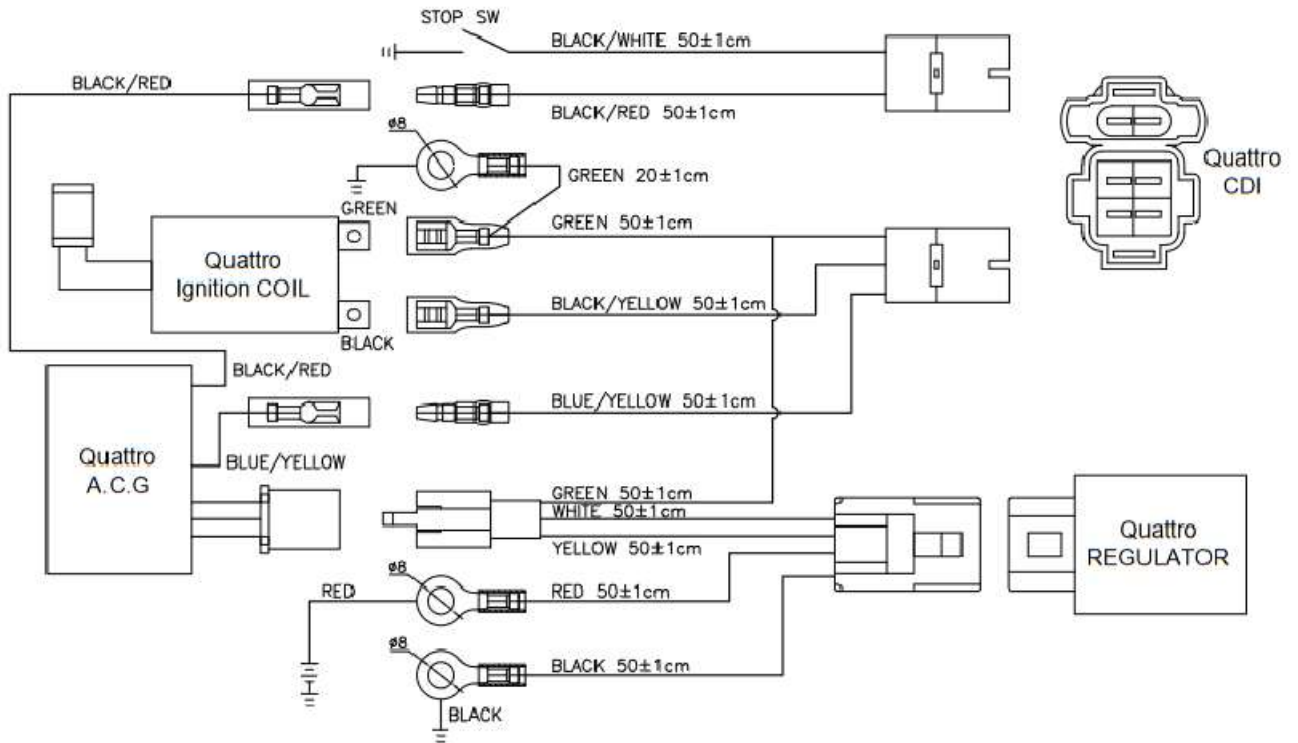 STOP SW
BLACK/WHITE 50±1cm
BLACK/RED
BLACK/RED 50±1cm
ø8
GREEN 20±1cm
Quattro
CDI
GREEN
GREEN 50±1cm
Quattro
Ignition COIL
BLACK/YELLOW 50±1cm
BLACK
BLACK/RED
BLUE/YELLOW 50±1cm
Quattro
A.C.G
BLUE/YELLOW
GREEN 50±1cm
WHITE 50±1cm
YELLOW 50±1cm
Quattro
REGULATOR
ø8
RED
RED 50±1cm
ø8
BLACK 50±1cm
BLACK